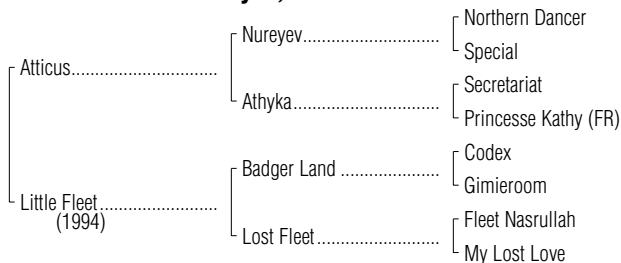 Northern Dancer
Nureyev
Special
Atticus
Secretariat
Athyka
Princesse Kathy (FR)
Codex
Badger Land
Gimieroom
Little Fleet
(1994)
Fleet Nasrullah
Lost Fleet
My Lost Love